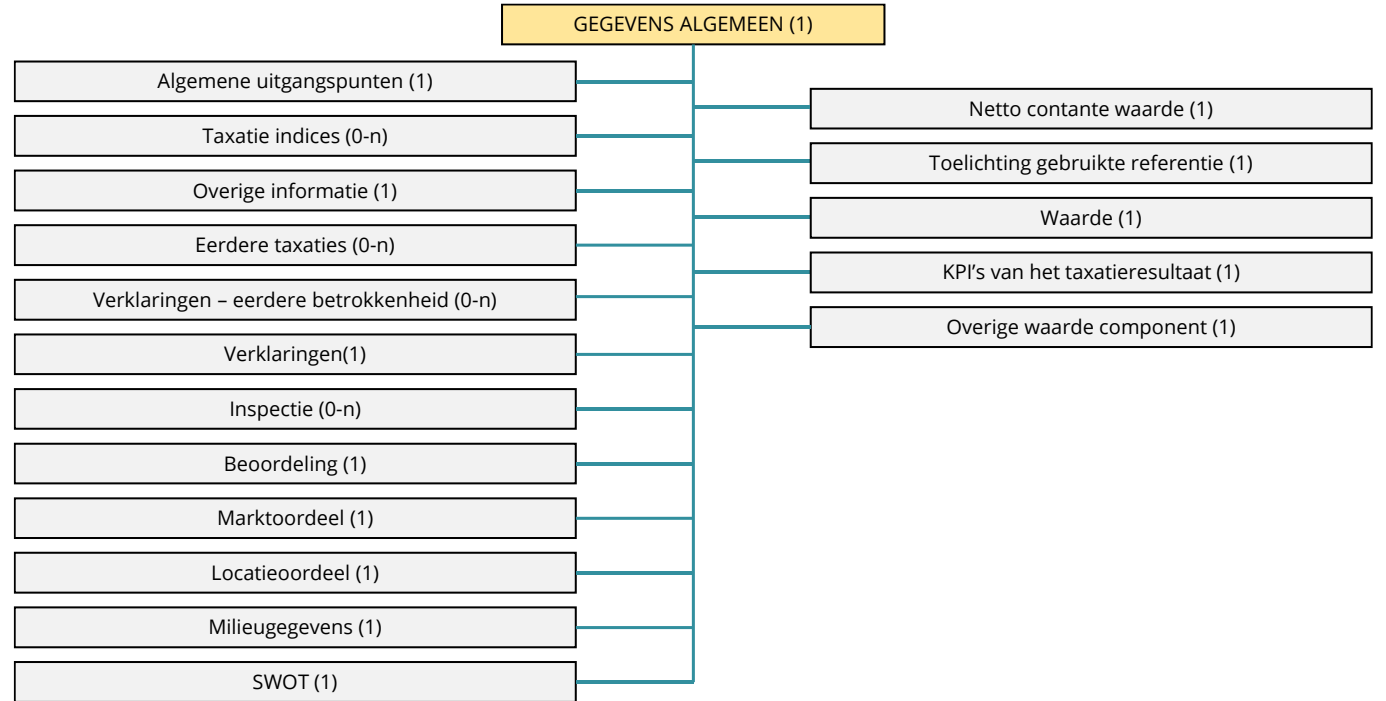 GEGEVENS ALGEMEEN (1)
Algemene uitgangspunten (1)
Taxatie indices (0-n)
Overige informatie (1)
Eerdere taxaties (0-n)
Verklaringen – eerdere betrokkenheid (0-n)
Verklaringen(1)
Inspectie (0-n)
Beoordeling (1)
Marktoordeel (1)
Locatieoordeel (1)
Milieugegevens (1)
SWOT (1)
Netto contante waarde (1)
Toelichting gebruikte referentie (1)
Waarde (1)
KPI’s van het taxatieresultaat (1)
Overige waarde component (1)